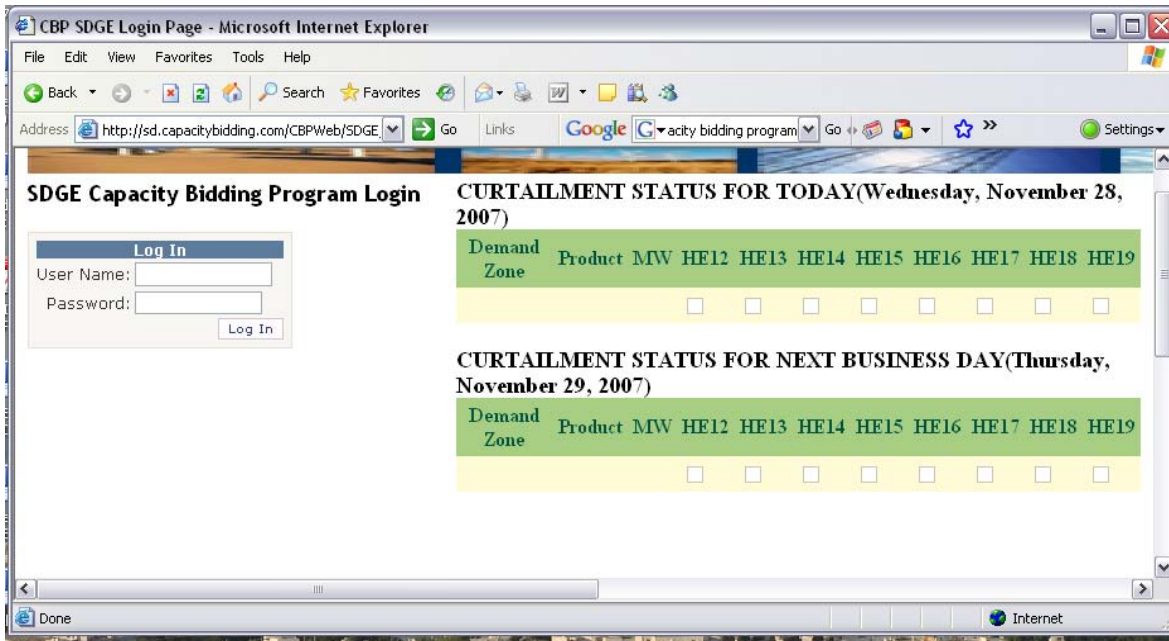 CBP SDGE Login Page - Microsoft Internet Explorer
File Edit View Favorites Tools Help
Back Search Favorites
Address http://sd.capacitybidding.com/CBPWeb/SDGE Go Links Google G acity bidding program Go » Settings
SDGE Capacity Bidding Program Login
Log In
User Name:
Password:
Log In
CURTAILMENT STATUS FOR TODAY(Wednesday, November 28,
2007)
Demand
Zone
Product MW HE12 HE13 HE14 HE15 HE16 HE17 HE18 HE19
CURTAILMENT STATUS FOR NEXT BUSINESS DAY(Thursday,
November 29, 2007)
Demand
Zone
Product MW HE12 HE13 HE14 HE15 HE16 HE17 HE18 HE19
Done Internet